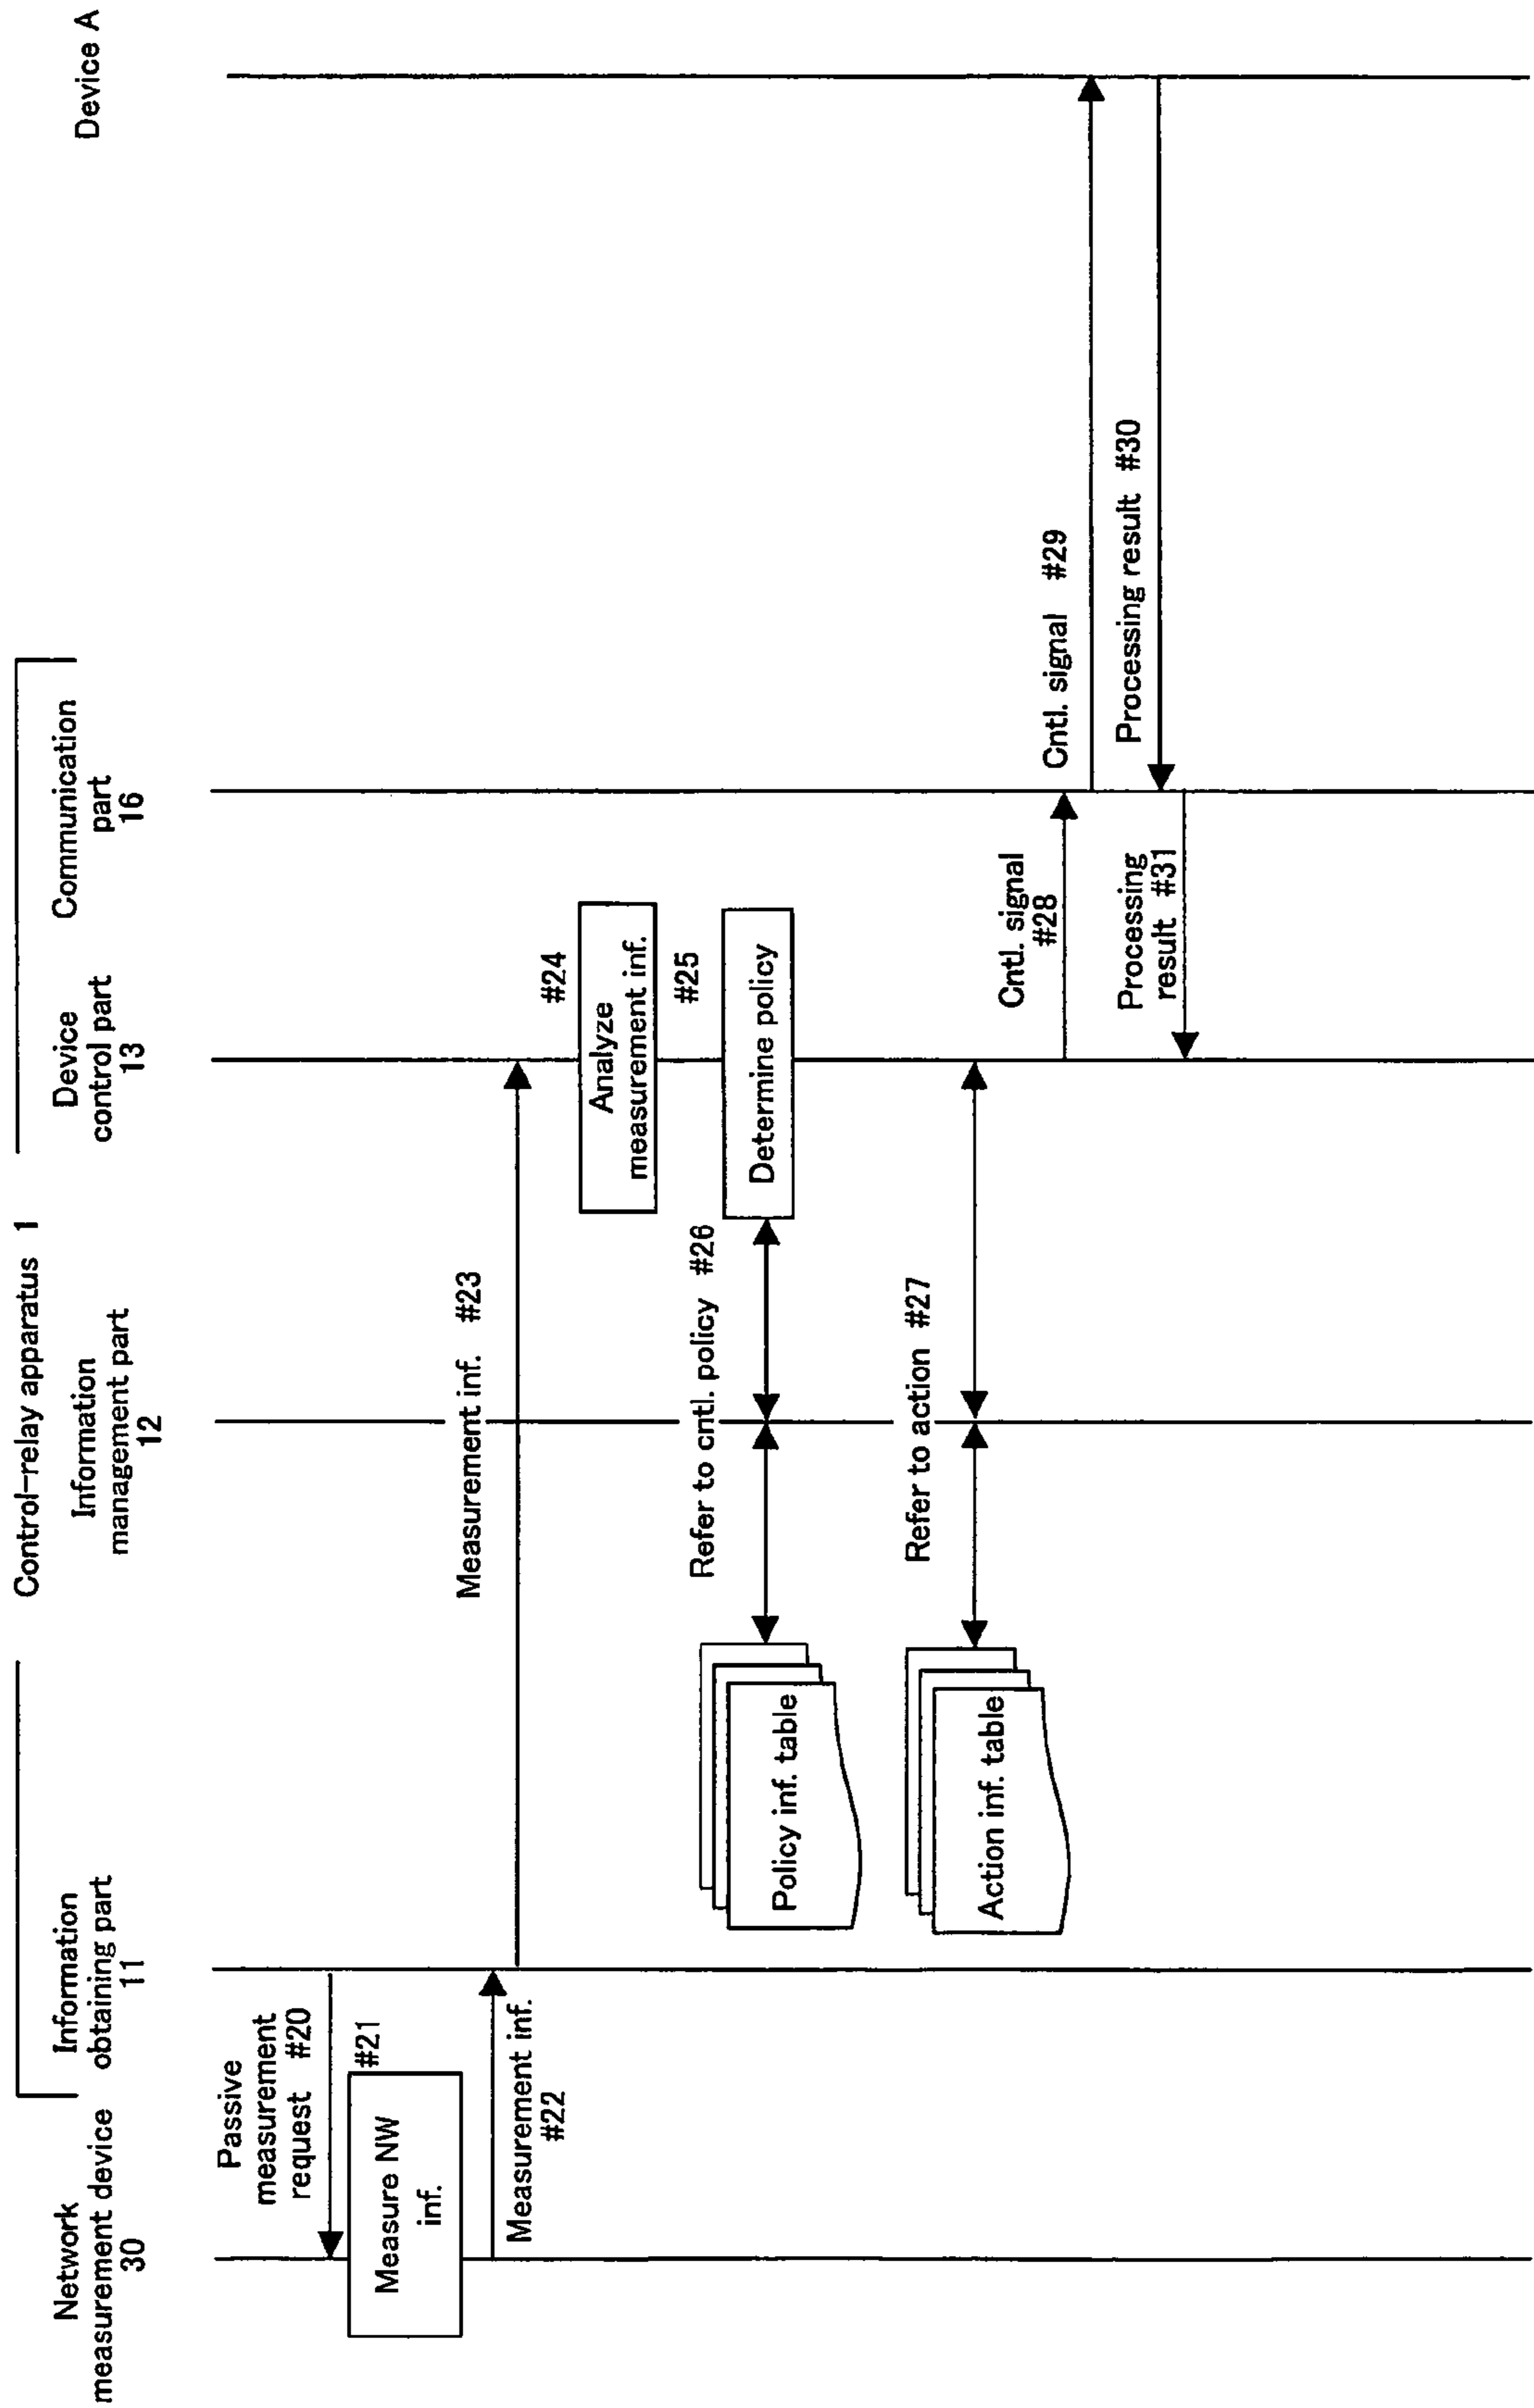 Control-relay apparatus 1
Network
measurement device
30
Information
obtaining part
11
Information
management part
12
Device
control part
13
Communication
part
16
Device A
Passive
measurement
request #20
#21
Measure NW
inf.
Measurement inf.
#22
Measurement inf. #23
#24
Analyze
measurement inf.
#25
Determine policy
Refer to cntl. policy #26
Policy inf. table
Refer to action #27
Action inf. table
Cntl. signal
#28
Cntl. signal #29
Processing result #30
Processing
result #31